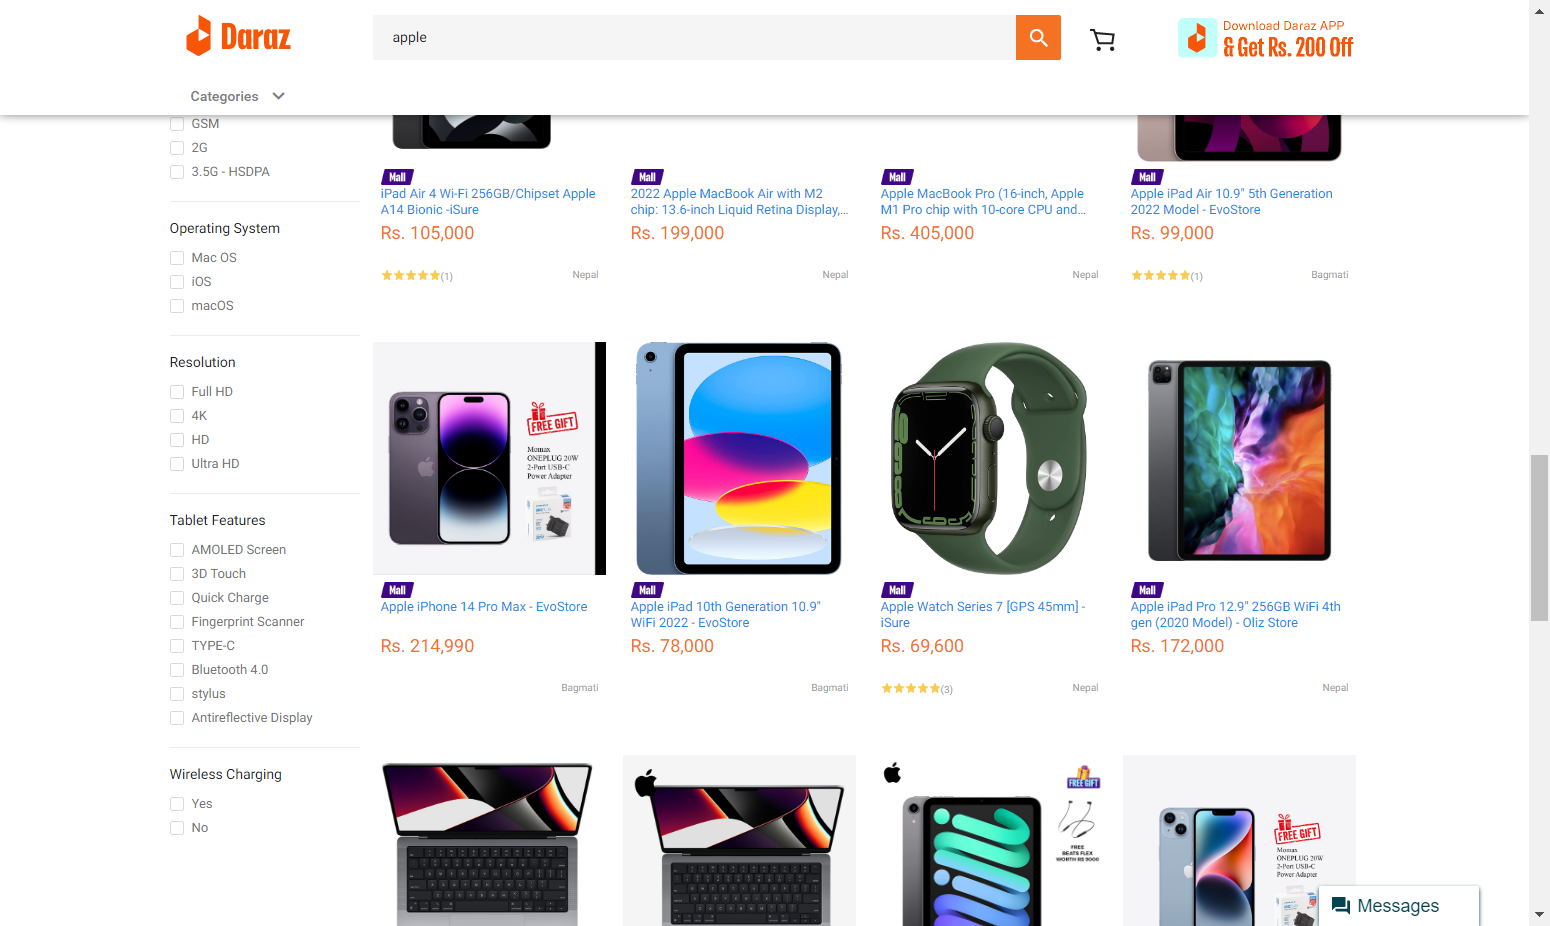 Daraz
apple
Download Daraz APP
& Get Rs. 200 Off
Categories
GSM
2G
3.5G - HSDPA
Operating System
Mac OS
iOS
macOS
Resolution
Full HD
4K
HD
Ultra HD
Tablet Features
AMOLED Screen
3D Touch
Quick Charge
Fingerprint Scanner
TYPE-C
Bluetooth 4.0
stylus
Antireflective Display
Wireless Charging
Yes
No
Mall
iPad Air 4 Wi-Fi 256GB/Chipset Apple
A14 Bionic -iSure
Rs. 105,000
(1)
Nepal
Mall
2022 Apple MacBook Air with M2
chip: 13.6-inch Liquid Retina Display,...
Rs. 199,000
Nepal
Mall
Apple MacBook Pro (16-inch, Apple
M1 Pro chip with 10-core CPU and...
Rs. 405,000
Nepal
Mall
Apple iPad Air 10.9" 5th Generation
2022 Model - EvoStore
Rs. 99,000
(1)
Bagmati
FREE GIFT
Momax
ONEPLUG 20W
2-Port USB-C
Power Adapter
Mall
Apple iPhone 14 Pro Max - EvoStore
Rs. 214,990
Bagmati
Mall
Apple iPad 10th Generation 10.9"
WiFi 2022 - EvoStore
Rs. 78,000
Bagmati
Mall
Apple Watch Series 7 [GPS 45mm] -
iSure
Rs. 69,600
(3)
Nepal
Mall
Apple iPad Pro 12.9" 256GB WiFi 4th
gen (2020 Model) - Oliz Store
Rs. 172,000
Nepal
FREE GIFT
FREE
BEATS FLEX
WORTH RS 9000
FREE GIFT
Momax
ONEPLUG 20W
2-Port USB-C
Power Adapter
Messages